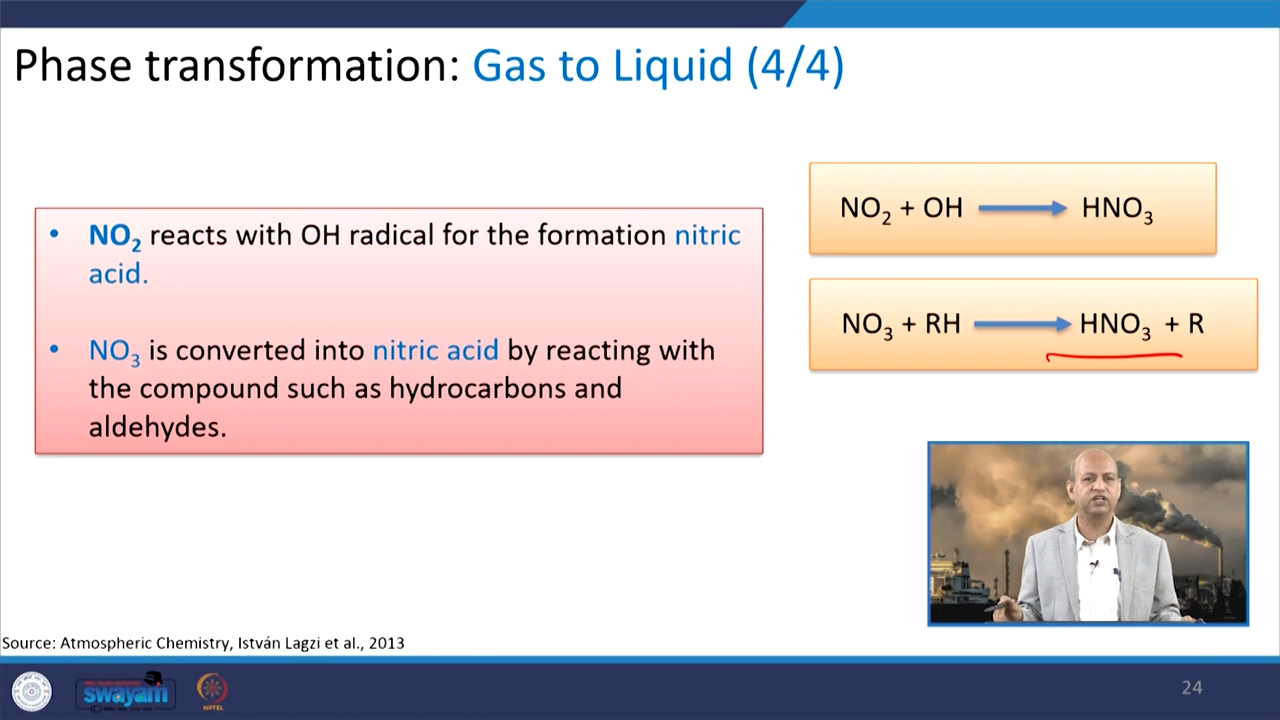 Phase transformation: Gas to Liquid (4/4)
• NO₂ reacts with OH radical for the formation nitric
acid.
• NO₃ is converted into nitric acid by reacting with
the compound such as hydrocarbons and
aldehydes.
NO₂ + OH → HNO₃
NO₃ + RH → HNO₃ + R
Source: Atmospheric Chemistry, István Lagzi et al., 2013
swayam
NPTEL
24